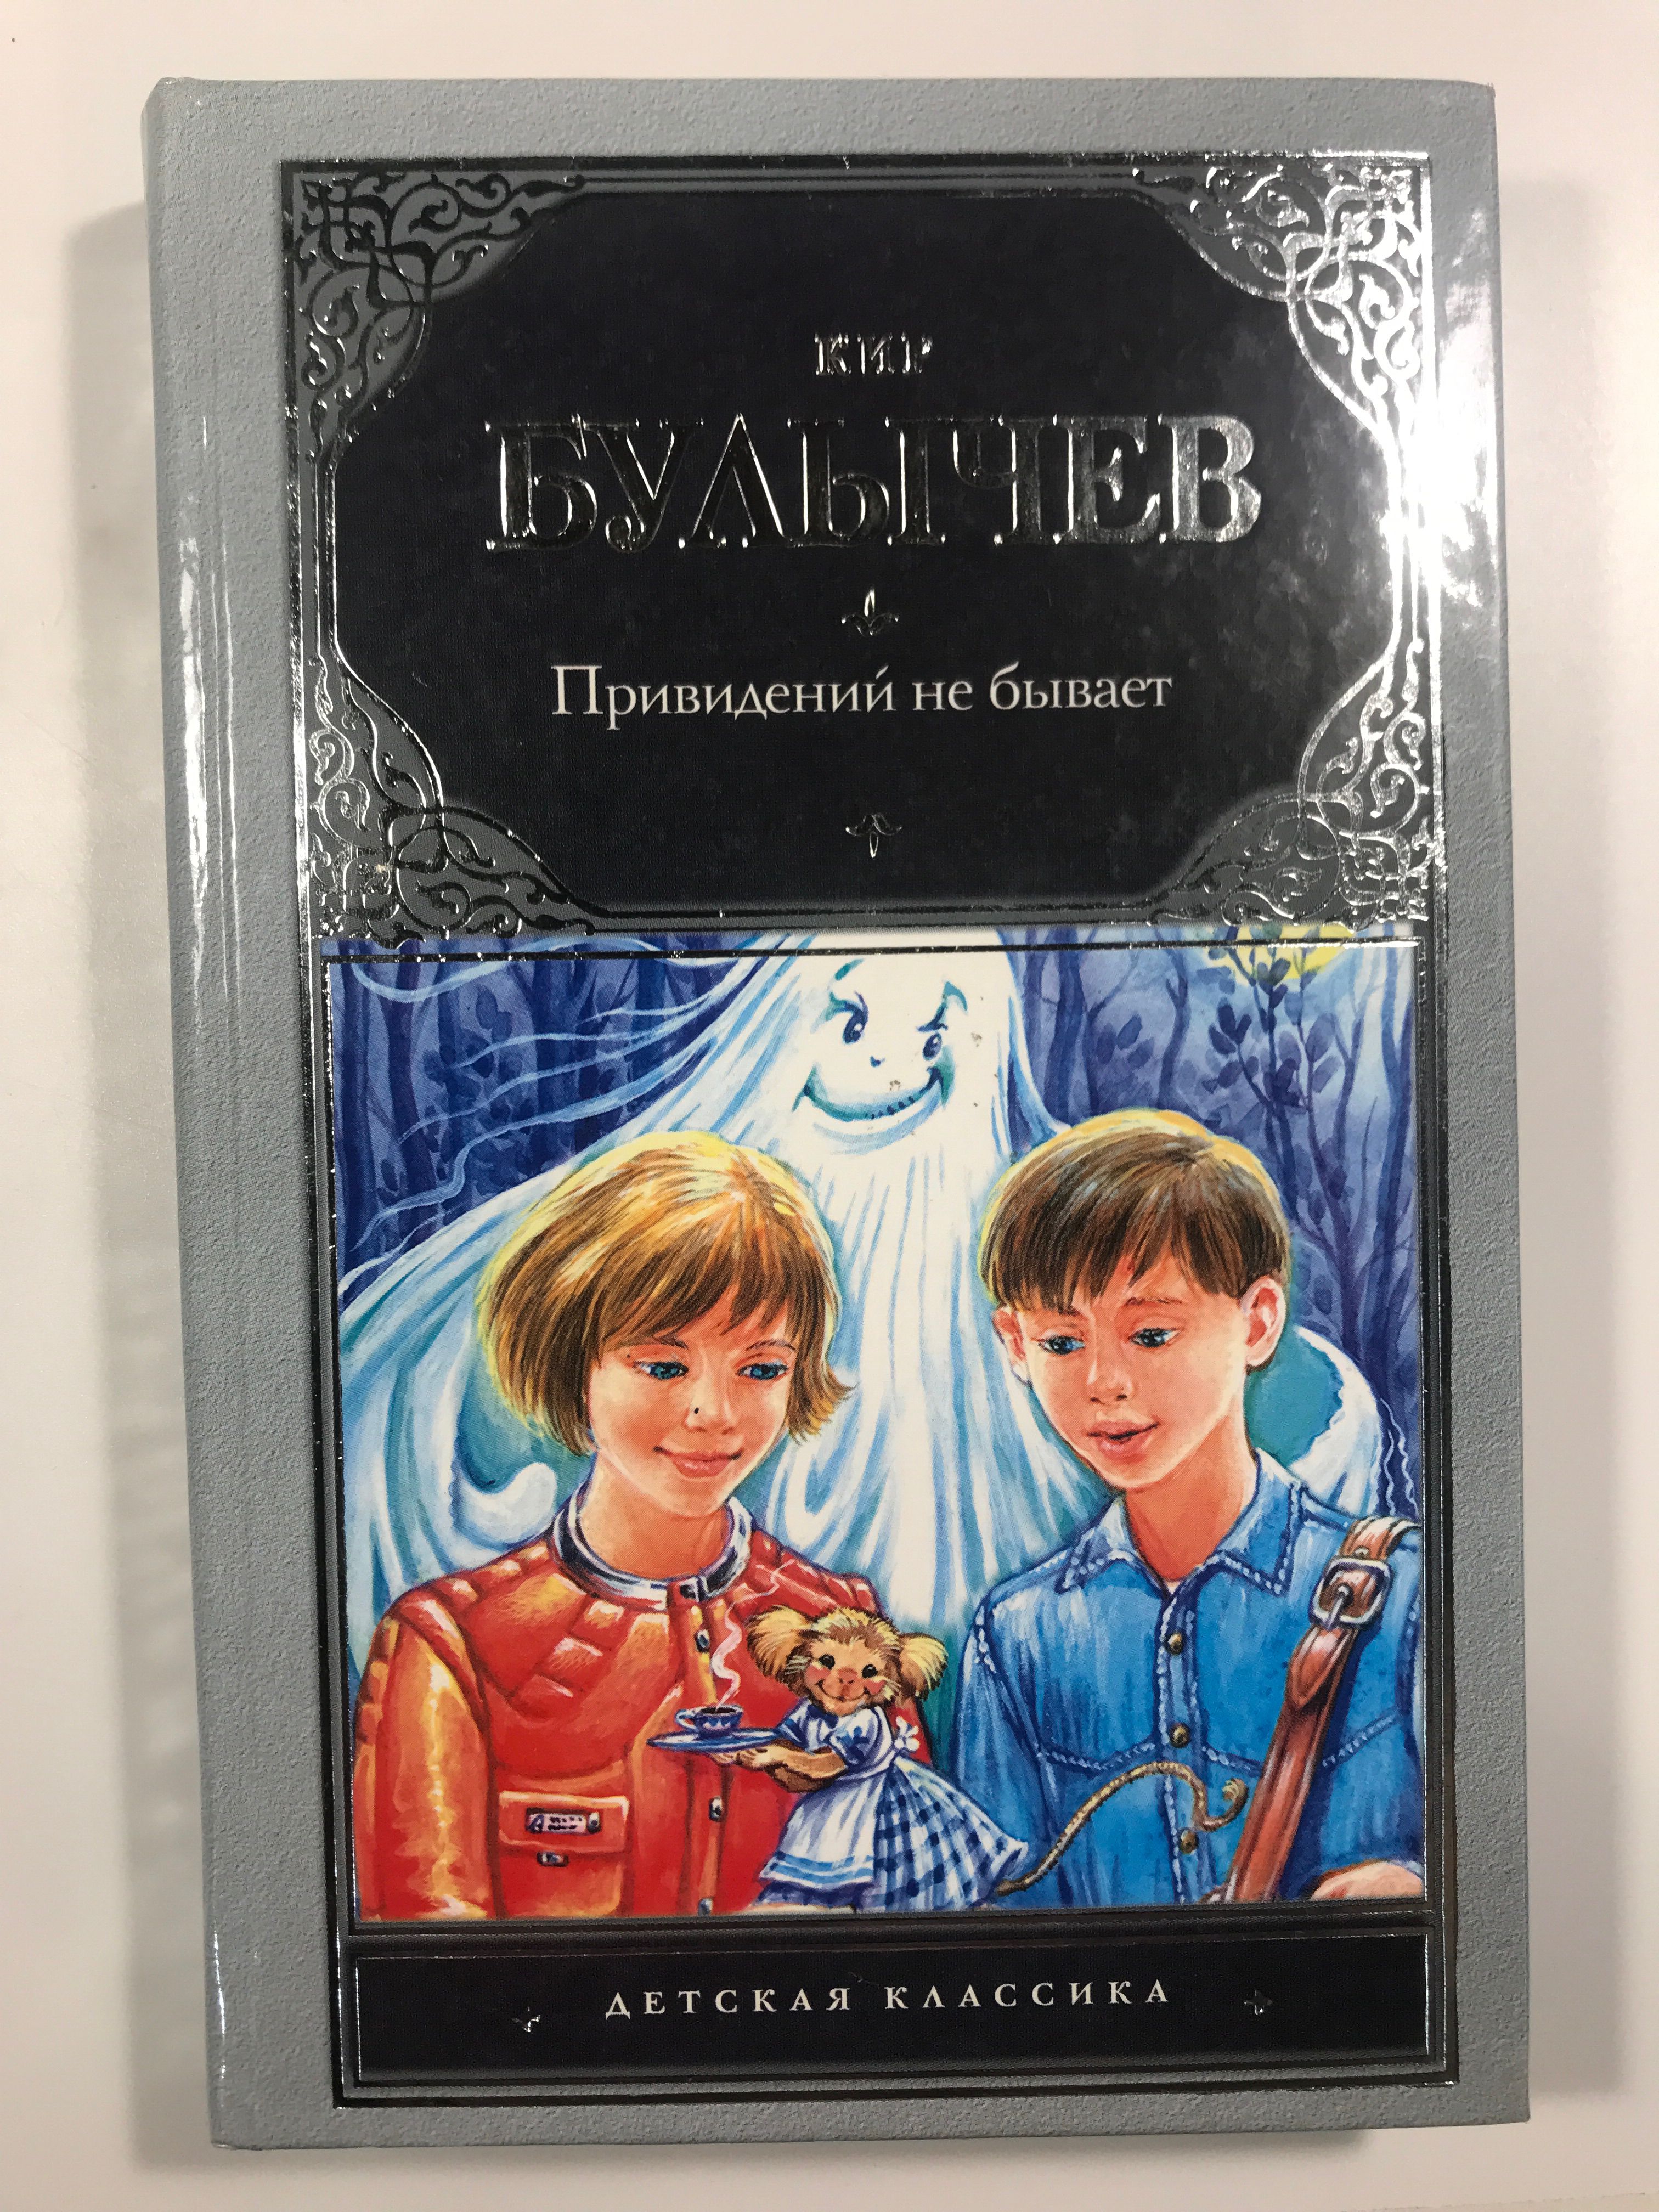 КИР
БУЛЫЧЕВ
Привидений не бывает
ДЕТСКАЯ КЛАССИКА